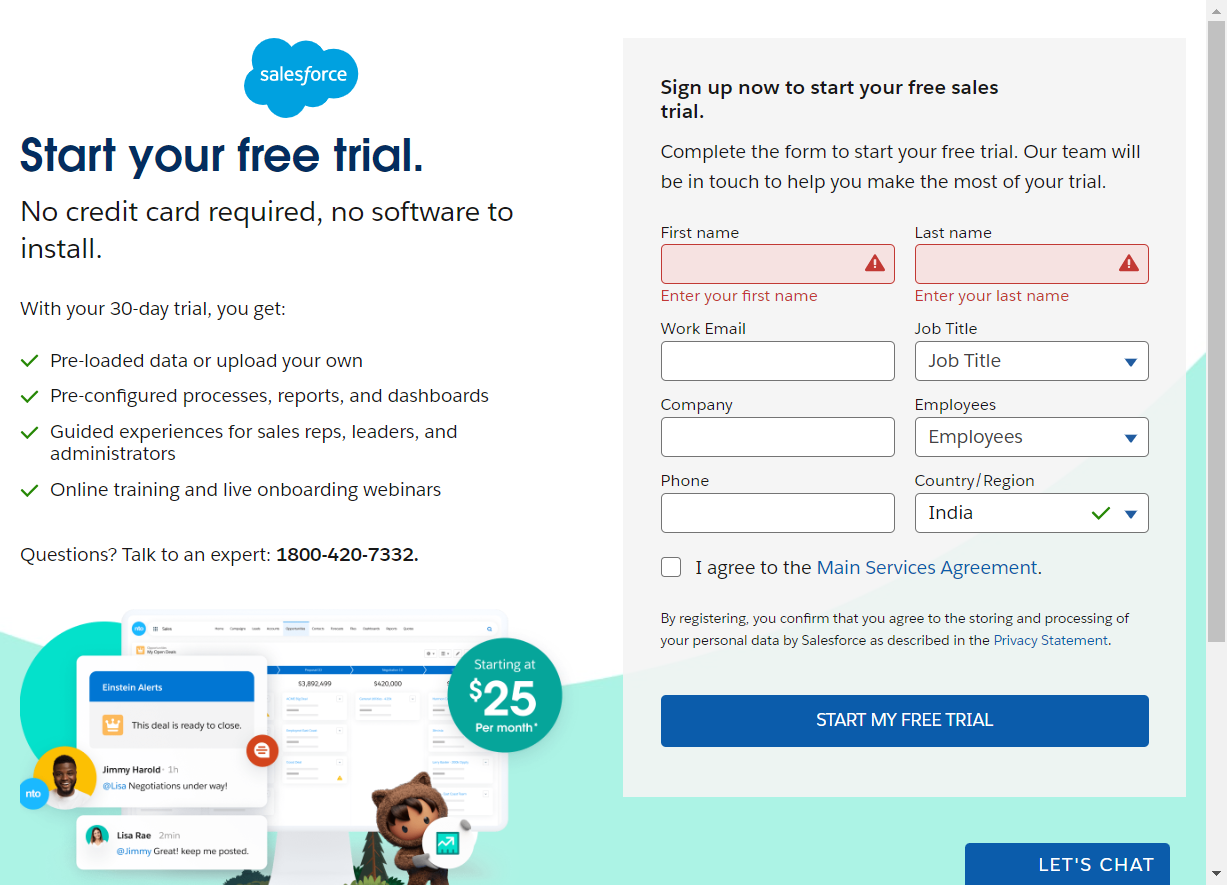 salesforce
Start your free trial.
No credit card required, no software to
install.
With your 30-day trial, you get:
Pre-loaded data or upload your own
Pre-configured processes, reports, and dashboards
Guided experiences for sales reps, leaders, and
administrators
Online training and live onboarding webinars
Questions? Talk to an expert: 1800-420-7332.
nto
Sales
My Open Deals
$3,892,499
$420,000
Einstein Alerts
This deal is ready to close.
Jimmy Harold · 1h
@Lisa Negotiations under way!
nto
Lisa Rae 2min
@Jimmy Great! keep me posted.
Starting at
$25
Per month*
Sign up now to start your free sales
trial.
Complete the form to start your free trial. Our team will
be in touch to help you make the most of your trial.
First name
Last name
Enter your first name
Enter your last name
Work Email
Job Title
Job Title
Company
Employees
Employees
Phone
Country/Region
India
I agree to the Main Services Agreement.
By registering, you confirm that you agree to the storing and processing of
your personal data by Salesforce as described in the Privacy Statement.
START MY FREE TRIAL
LET'S CHAT